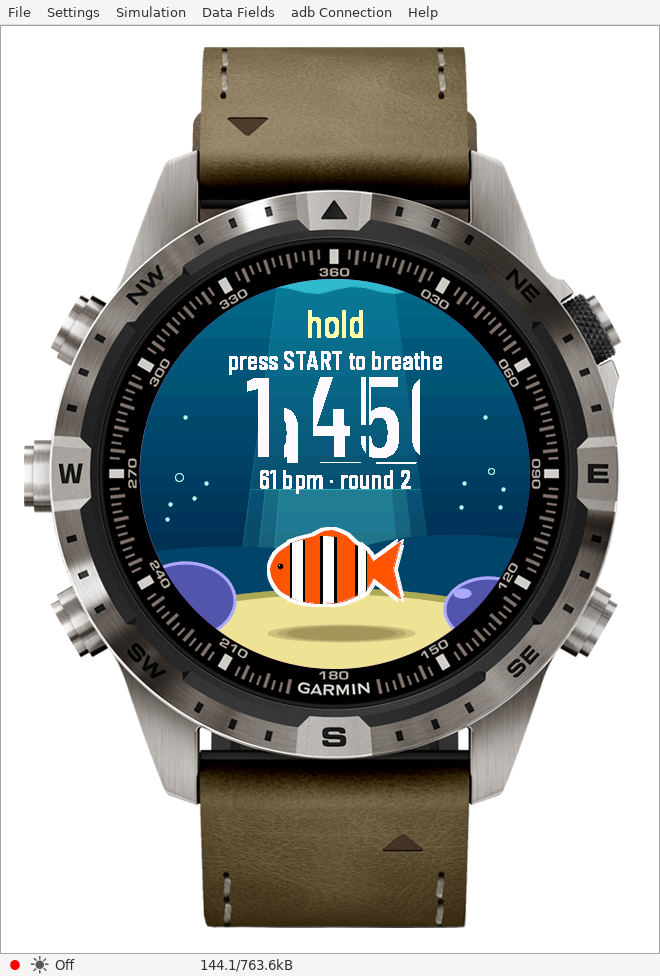 File Settings Simulation Data Fields adb Connection Help
360
330 030
NW NE
300 060
hold
press START to breathe
61 bpm · round 2
270 090
W E
240 120
210 150
180
GARMIN
SW SE
S
Off 144.1/763.6kB